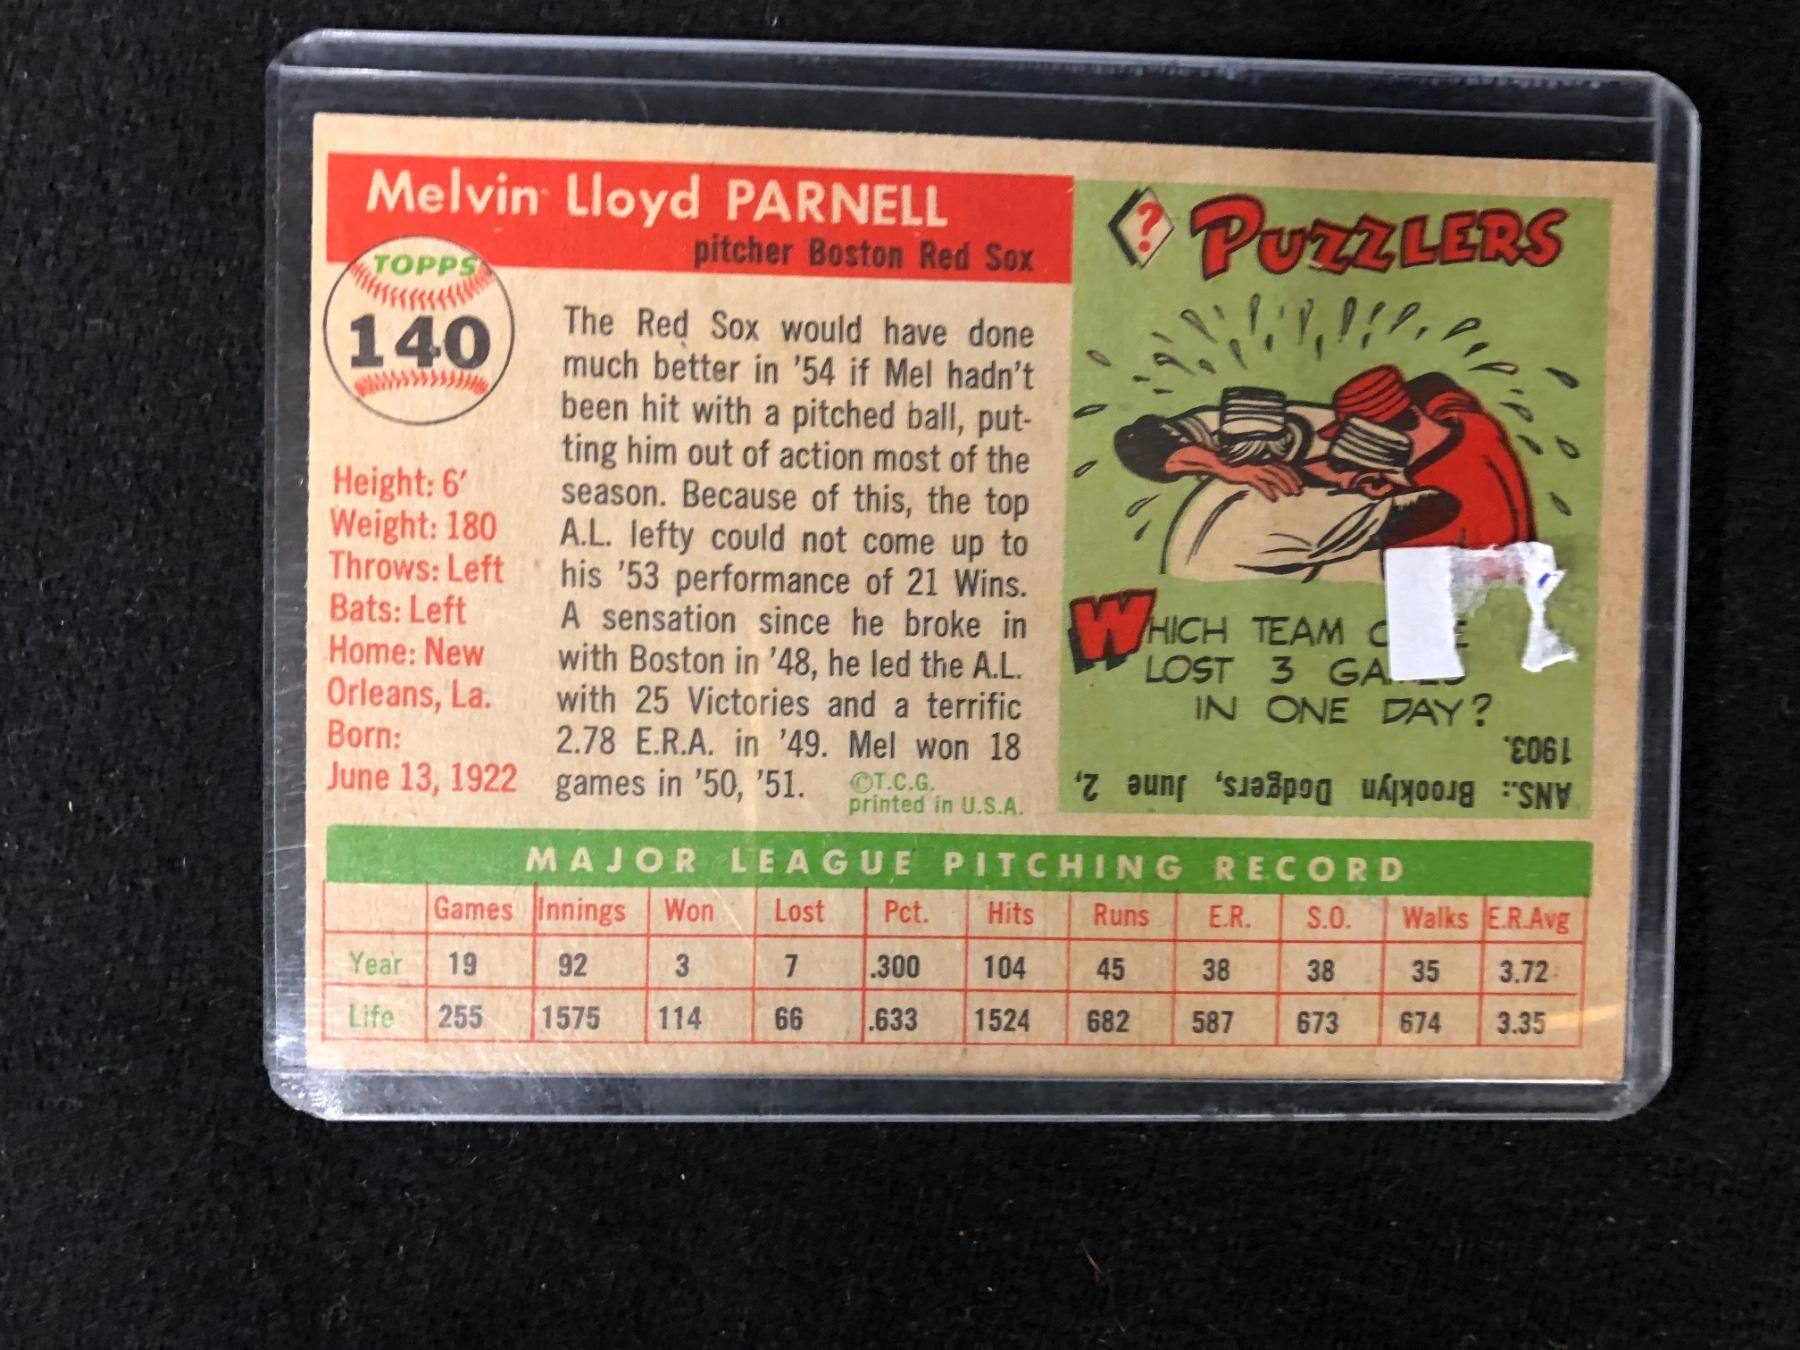 Melvin Lloyd PARNELL
pitcher Boston Red Sox
TOPPS
140
Height: 6'
Weight: 180
Throws: Left
Bats: Left
Home: New
Orleans, La.
Born:
June 13, 1922
The Red Sox would have done
much better in '54 if Mel hadn't
been hit with a pitched ball, put-
ting him out of action most of the
season. Because of this, the top
A.L. lefty could not come up to
his '53 performance of 21 Wins.
A sensation since he broke in
with Boston in '48, he led the A.L.
with 25 Victories and a terrific
2.78 E.R.A. in '49. Mel won 18
games in '50, '51.
©T.C.G.
printed in U.S.A.
?
PUZZLERS
WHICH TEAM
LOST 3
IN ONE DAY?
ANS.: Brooklyn Dodgers, June 2,
1903.
MAJOR LEAGUE PITCHING RECORD
Games Innings Won Lost Pct. Hits Runs E.R. S.O. Walks E.R.Avg
Year 19 92 3 7 .300 104 45 38 38 35 3.72
Life 255 1575 114 66 .633 1524 682 587 673 674 3.35